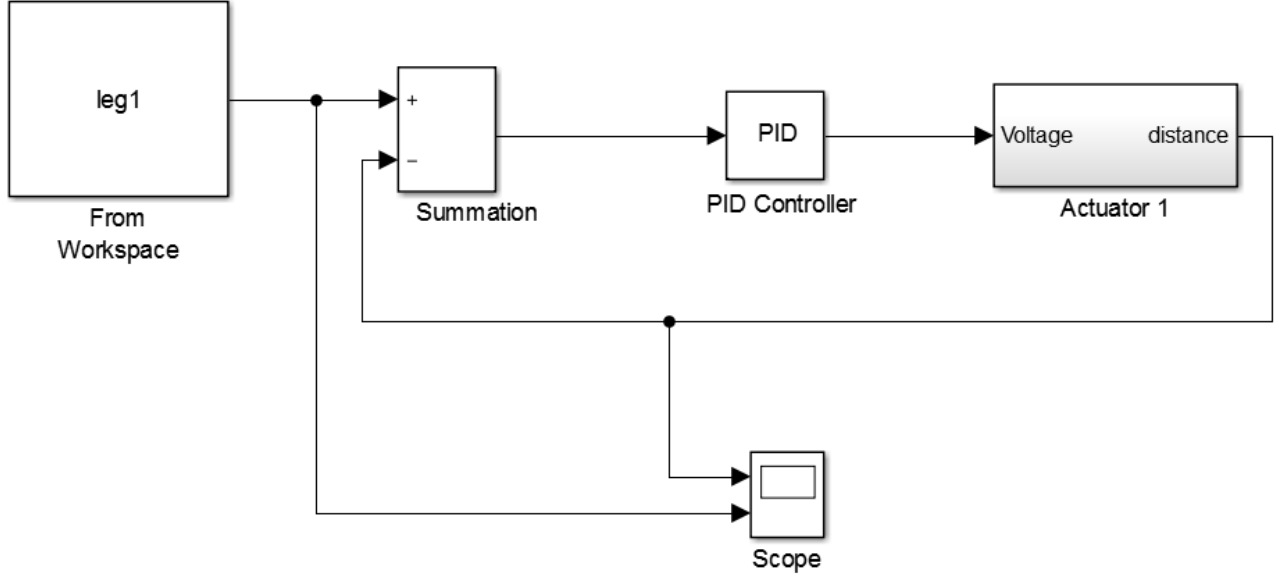 leg1
From
Workspace
+
−
Summation
PID
PID Controller
Voltage
distance
Actuator 1
Scope